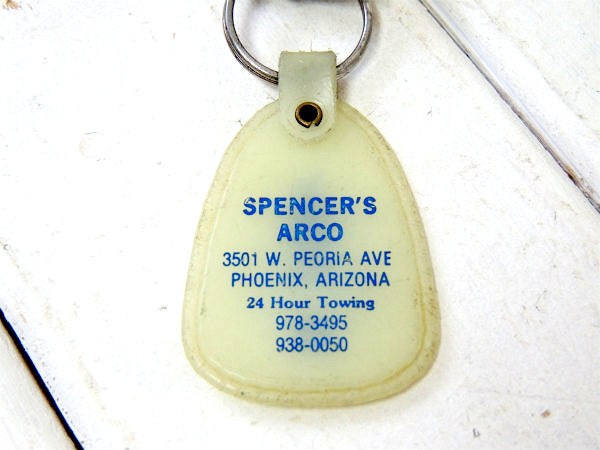 SPENCER'S
ARCO
3501 W. PEORIA AVE
PHOENIX, ARIZONA
24 Hour Towing
978-3495
938-0050